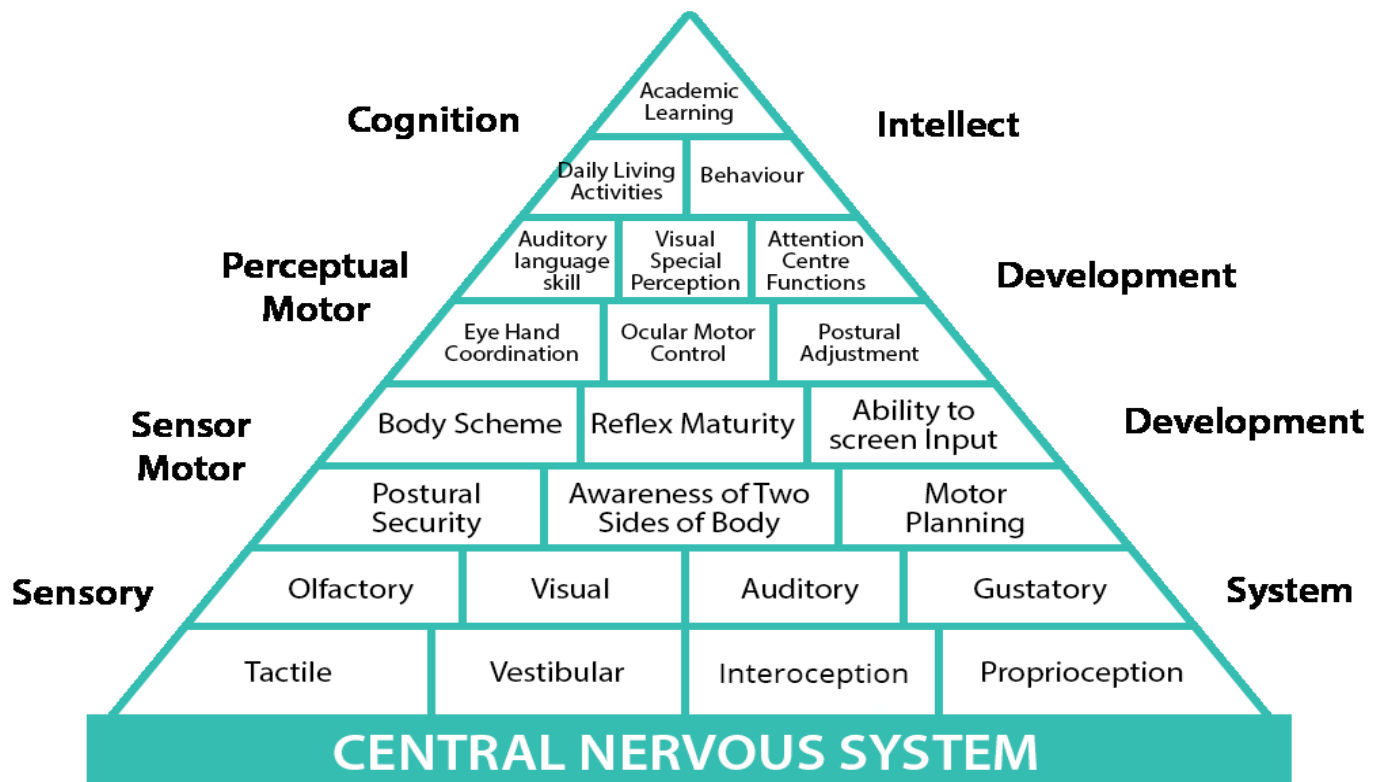 Academic
Learning
Cognition
Intellect
Daily Living
Activities
Behaviour
Auditory
language
skill
Visual
Special
Perception
Attention
Centre
Functions
Perceptual
Motor
Development
Eye Hand
Coordination
Ocular Motor
Control
Postural
Adjustment
Sensor
Motor
Body Scheme
Reflex Maturity
Ability to
screen Input
Development
Postural
Security
Awareness of Two
Sides of Body
Motor
Planning
Sensory
Olfactory
Visual
Auditory
Gustatory
System
Tactile
Vestibular
Interoception
Proprioception
CENTRAL NERVOUS SYSTEM